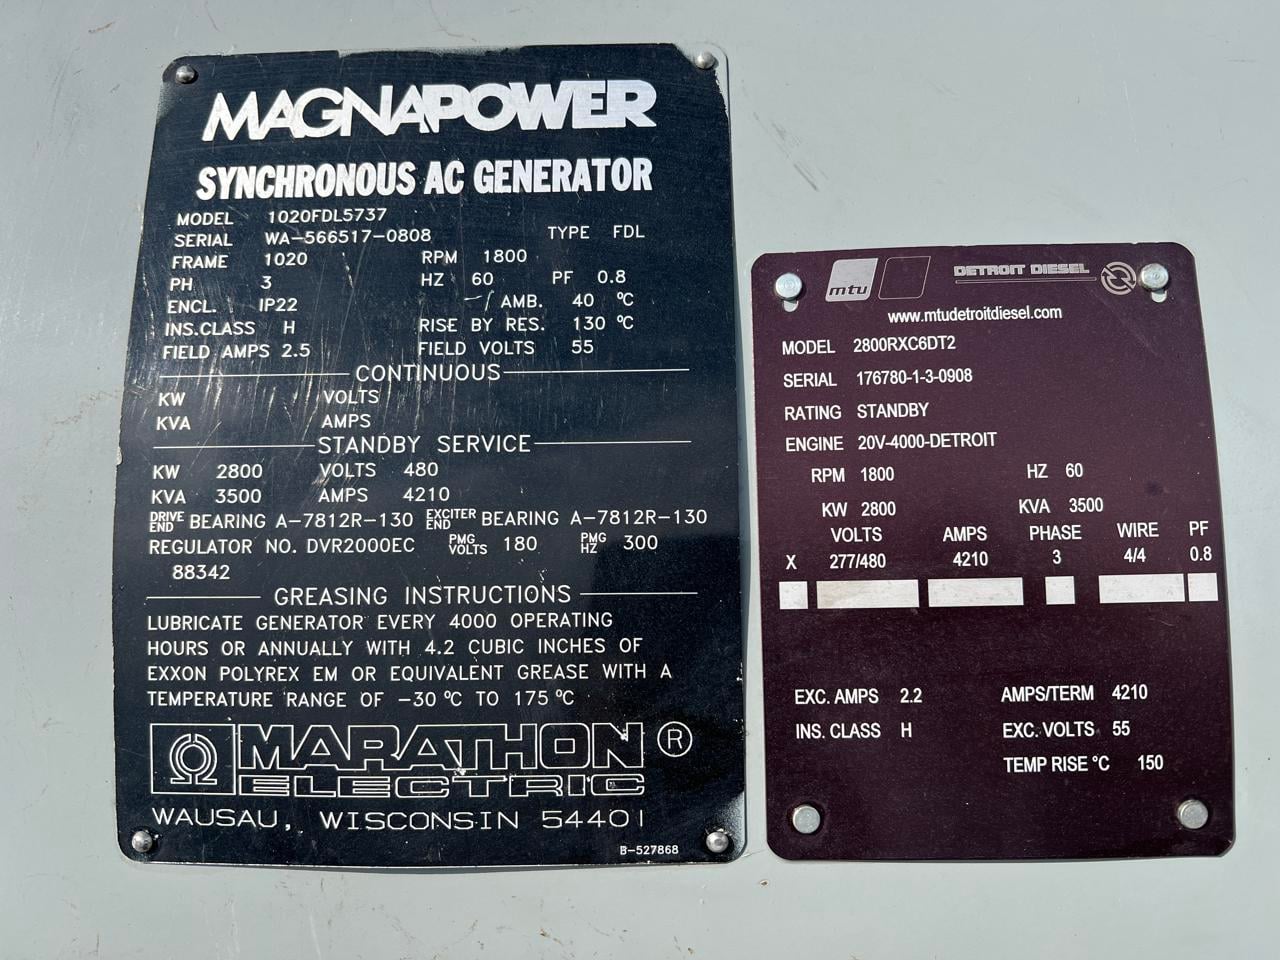 MAGNAPOWER
SYNCHRONOUS AC GENERATOR
MODEL 1020FDL5737
SERIAL WA-566517-0808 TYPE FDL
FRAME 1020 RPM 1800
PH 3 HZ 60 PF 0.8
ENCL. IP22 -/ AMB. 40 °C
INS.CLASS H RISE BY RES. 130 °C
FIELD AMPS 2.5 FIELD VOLTS 55
CONTINUOUS
KW VOLTS
KVA AMPS
STANDBY SERVICE
KW 2800 VOLTS 480
KVA 3500 AMPS 4210
DRIVE END BEARING A-7812R-130 EXCITER END BEARING A-7812R-130
REGULATOR NO. DVR2000EC PMG VOLTS 180 PMG HZ 300
88342
GREASING INSTRUCTIONS
LUBRICATE GENERATOR EVERY 4000 OPERATING
HOURS OR ANNUALLY WITH 4.2 CUBIC INCHES OF
EXXON POLYREX EM OR EQUIVALENT GREASE WITH A
TEMPERATURE RANGE OF -30 °C TO 175 °C
MARATHON ®
ELECTRIC
WAUSAU, WISCONSIN 54401
B-527868
mtu DETROIT DIESEL
www.mtudetroitdiesel.com
MODEL 2800RXC6DT2
SERIAL 176780-1-3-0908
RATING STANDBY
ENGINE 20V-4000-DETROIT
RPM 1800 HZ 60
KW 2800 KVA 3500
VOLTS AMPS PHASE WIRE PF
X 277/480 4210 3 4/4 0.8
EXC. AMPS 2.2 AMPS/TERM 4210
INS. CLASS H EXC. VOLTS 55
TEMP RISE °C 150